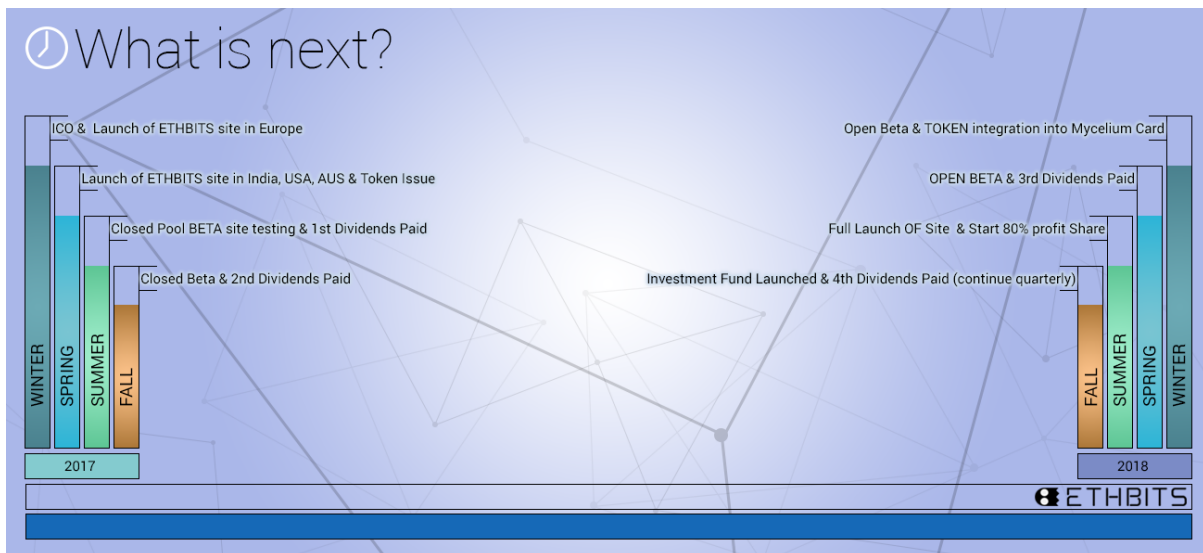 What is next?
ICO & Launch of ETHBITS site in Europe
Launch of ETHBITS site in India, USA, AUS & Token Issue
Closed Pool BETA site testing & 1st Dividends Paid
Closed Beta & 2nd Dividends Paid
WINTER
SPRING
SUMMER
FALL
2017
Open Beta & TOKEN integration into Mycelium Card
OPEN BETA & 3rd Dividends Paid
Full Launch OF Site & Start 80% profit Share
Investment Fund Launched & 4th Dividends Paid (continue quarterly)
FALL
SUMMER
SPRING
WINTER
2018
ETHBITS